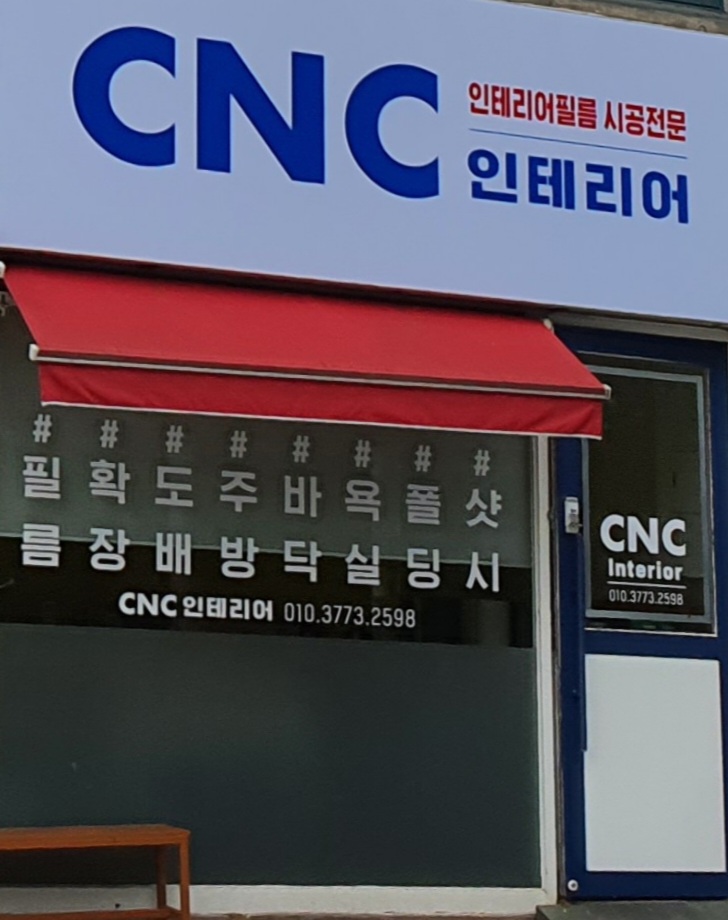 CNC
인테리어필름 시공전문
인테리어
# # # # # # # #
필 확 도 주 바 욕 폴 샷
름 장 배 방 닥 실 딩 시
CNC 인테리어 010.3773.2598
CNC
Interior
010.3773.2598